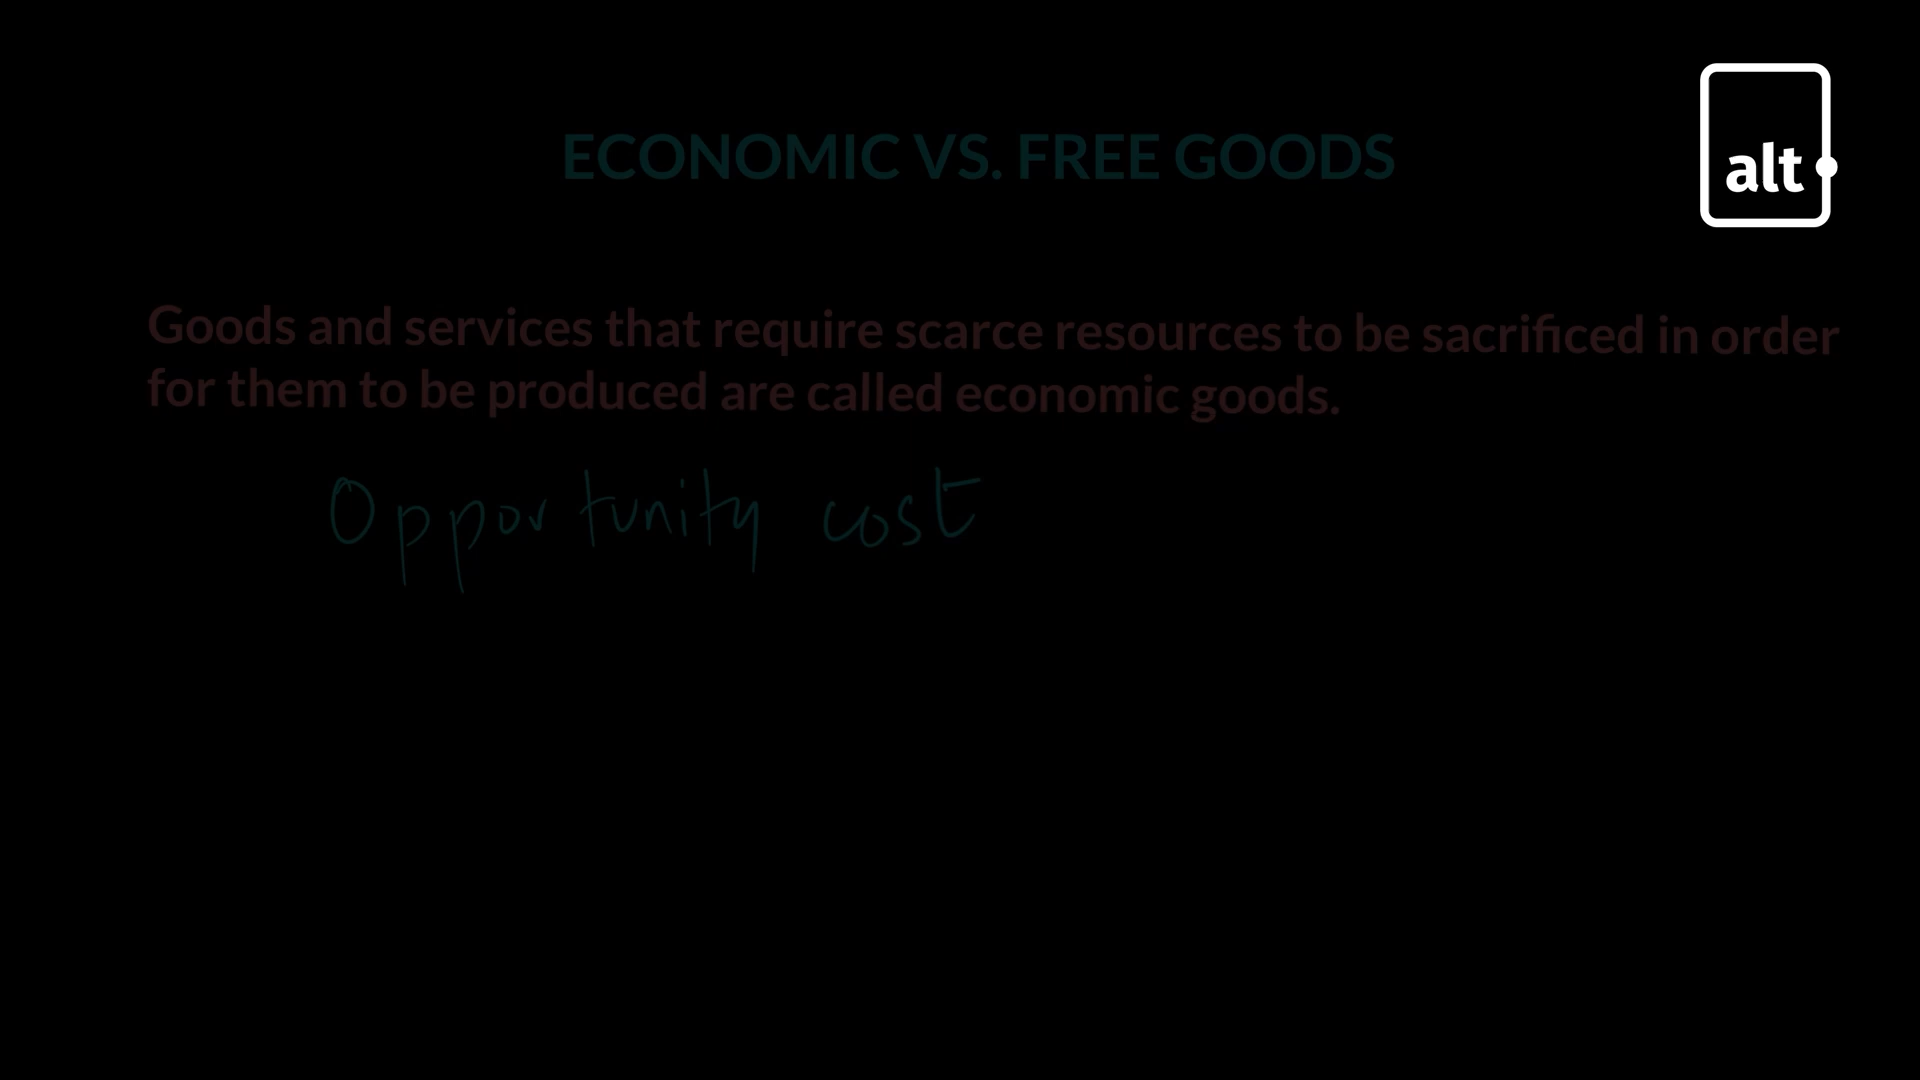 ECONOMIC VS. FREE GOODS
alt
Goods and services that require scarce resources to be sacrificed in order
for them to be produced are called economic goods.
Opportunity cost